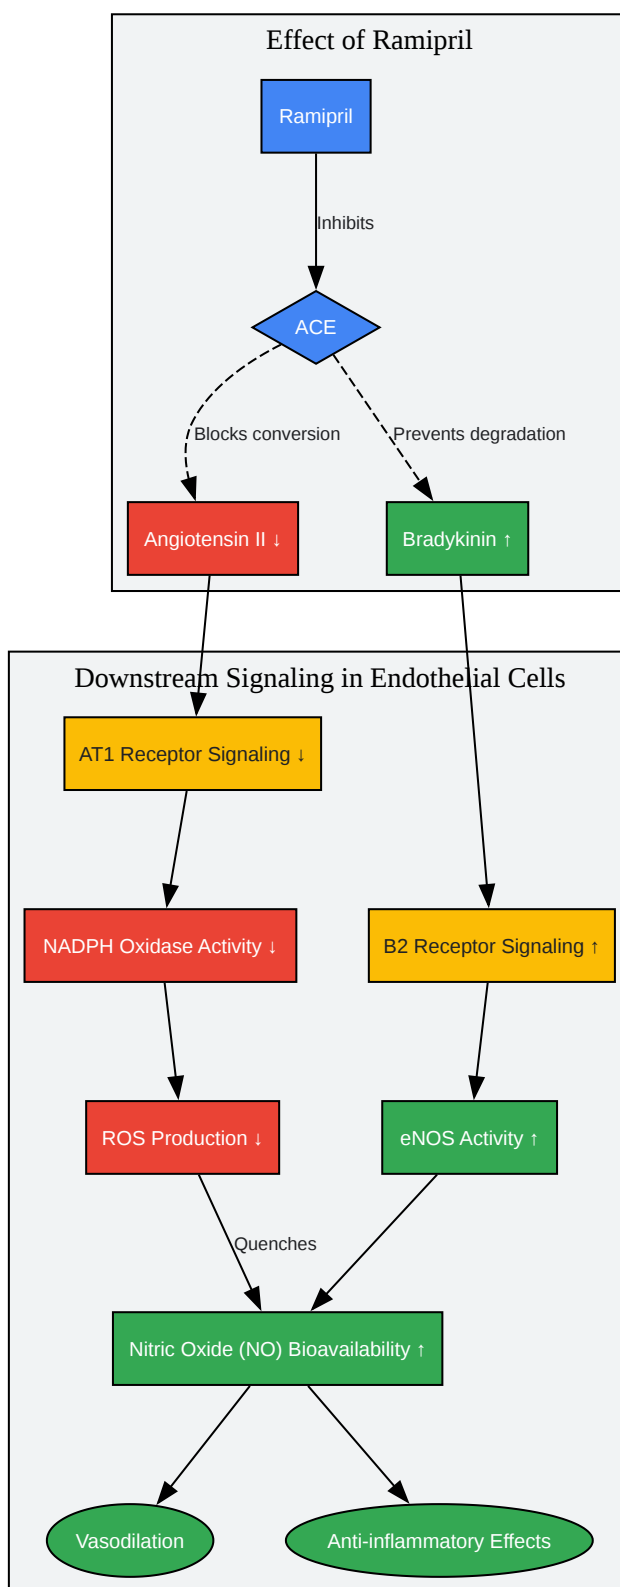 Effect of Ramipril
Ramipril
Inhibits
ACE
Blocks conversion
Prevents degradation
Angiotensin II ↓
Bradykinin ↑
Downstream Signaling in Endothelial Cells
AT1 Receptor Signaling ↓
NADPH Oxidase Activity ↓
B2 Receptor Signaling ↑
ROS Production ↓
eNOS Activity ↑
Quenches
Nitric Oxide (NO) Bioavailability ↑
Vasodilation
Anti-inflammatory Effects